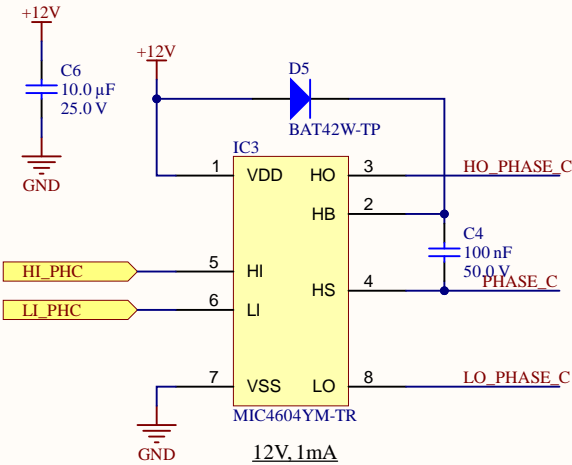 +12V
C6
10.0 µF
25.0 V
GND
+12V
D5
BAT42W-TP
IC3
1 VDD HO 3 HO_PHASE_C
HB 2
C4
100 nF
50.0 V
HI_PHC 5 HI
HS 4 PHASE_C
LI_PHC 6 LI
7 VSS LO 8 LO_PHASE_C
MIC4604YM-TR
GND
12V, 1mA